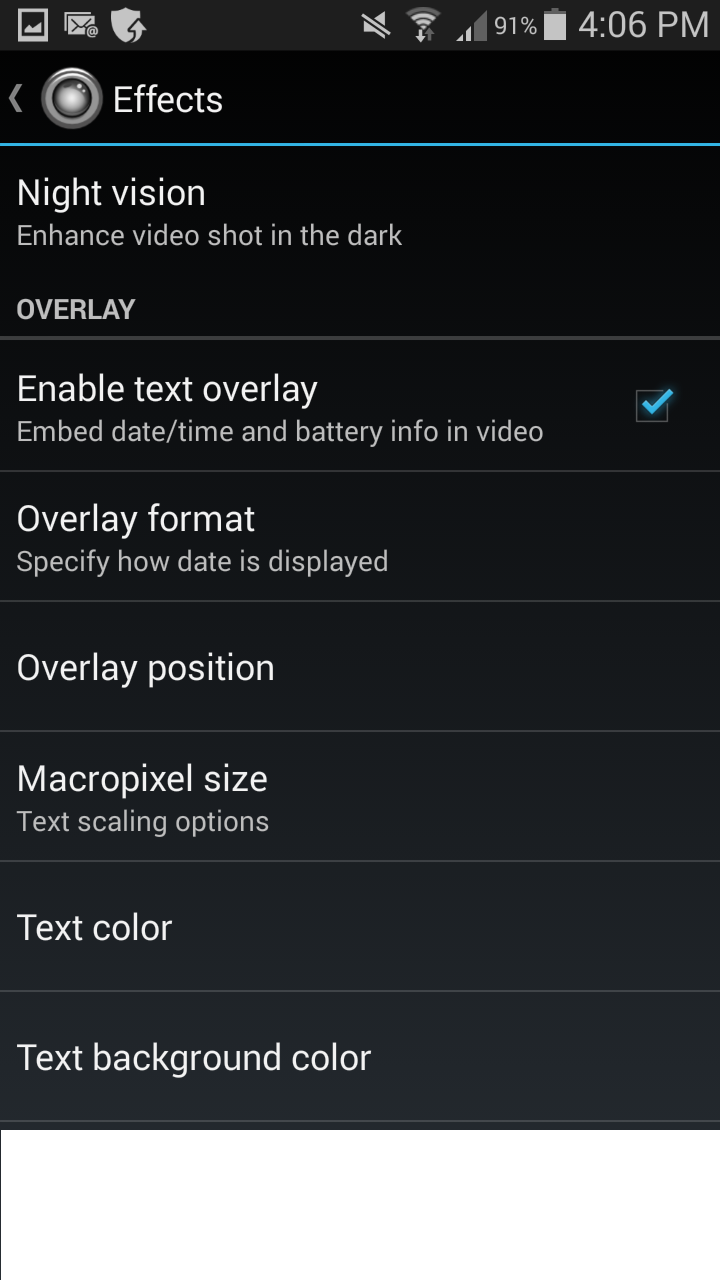 91% 4:06 PM
Effects
Night vision
Enhance video shot in the dark
OVERLAY
Enable text overlay
Embed date/time and battery info in video
Overlay format
Specify how date is displayed
Overlay position
Macropixel size
Text scaling options
Text color
Text background color